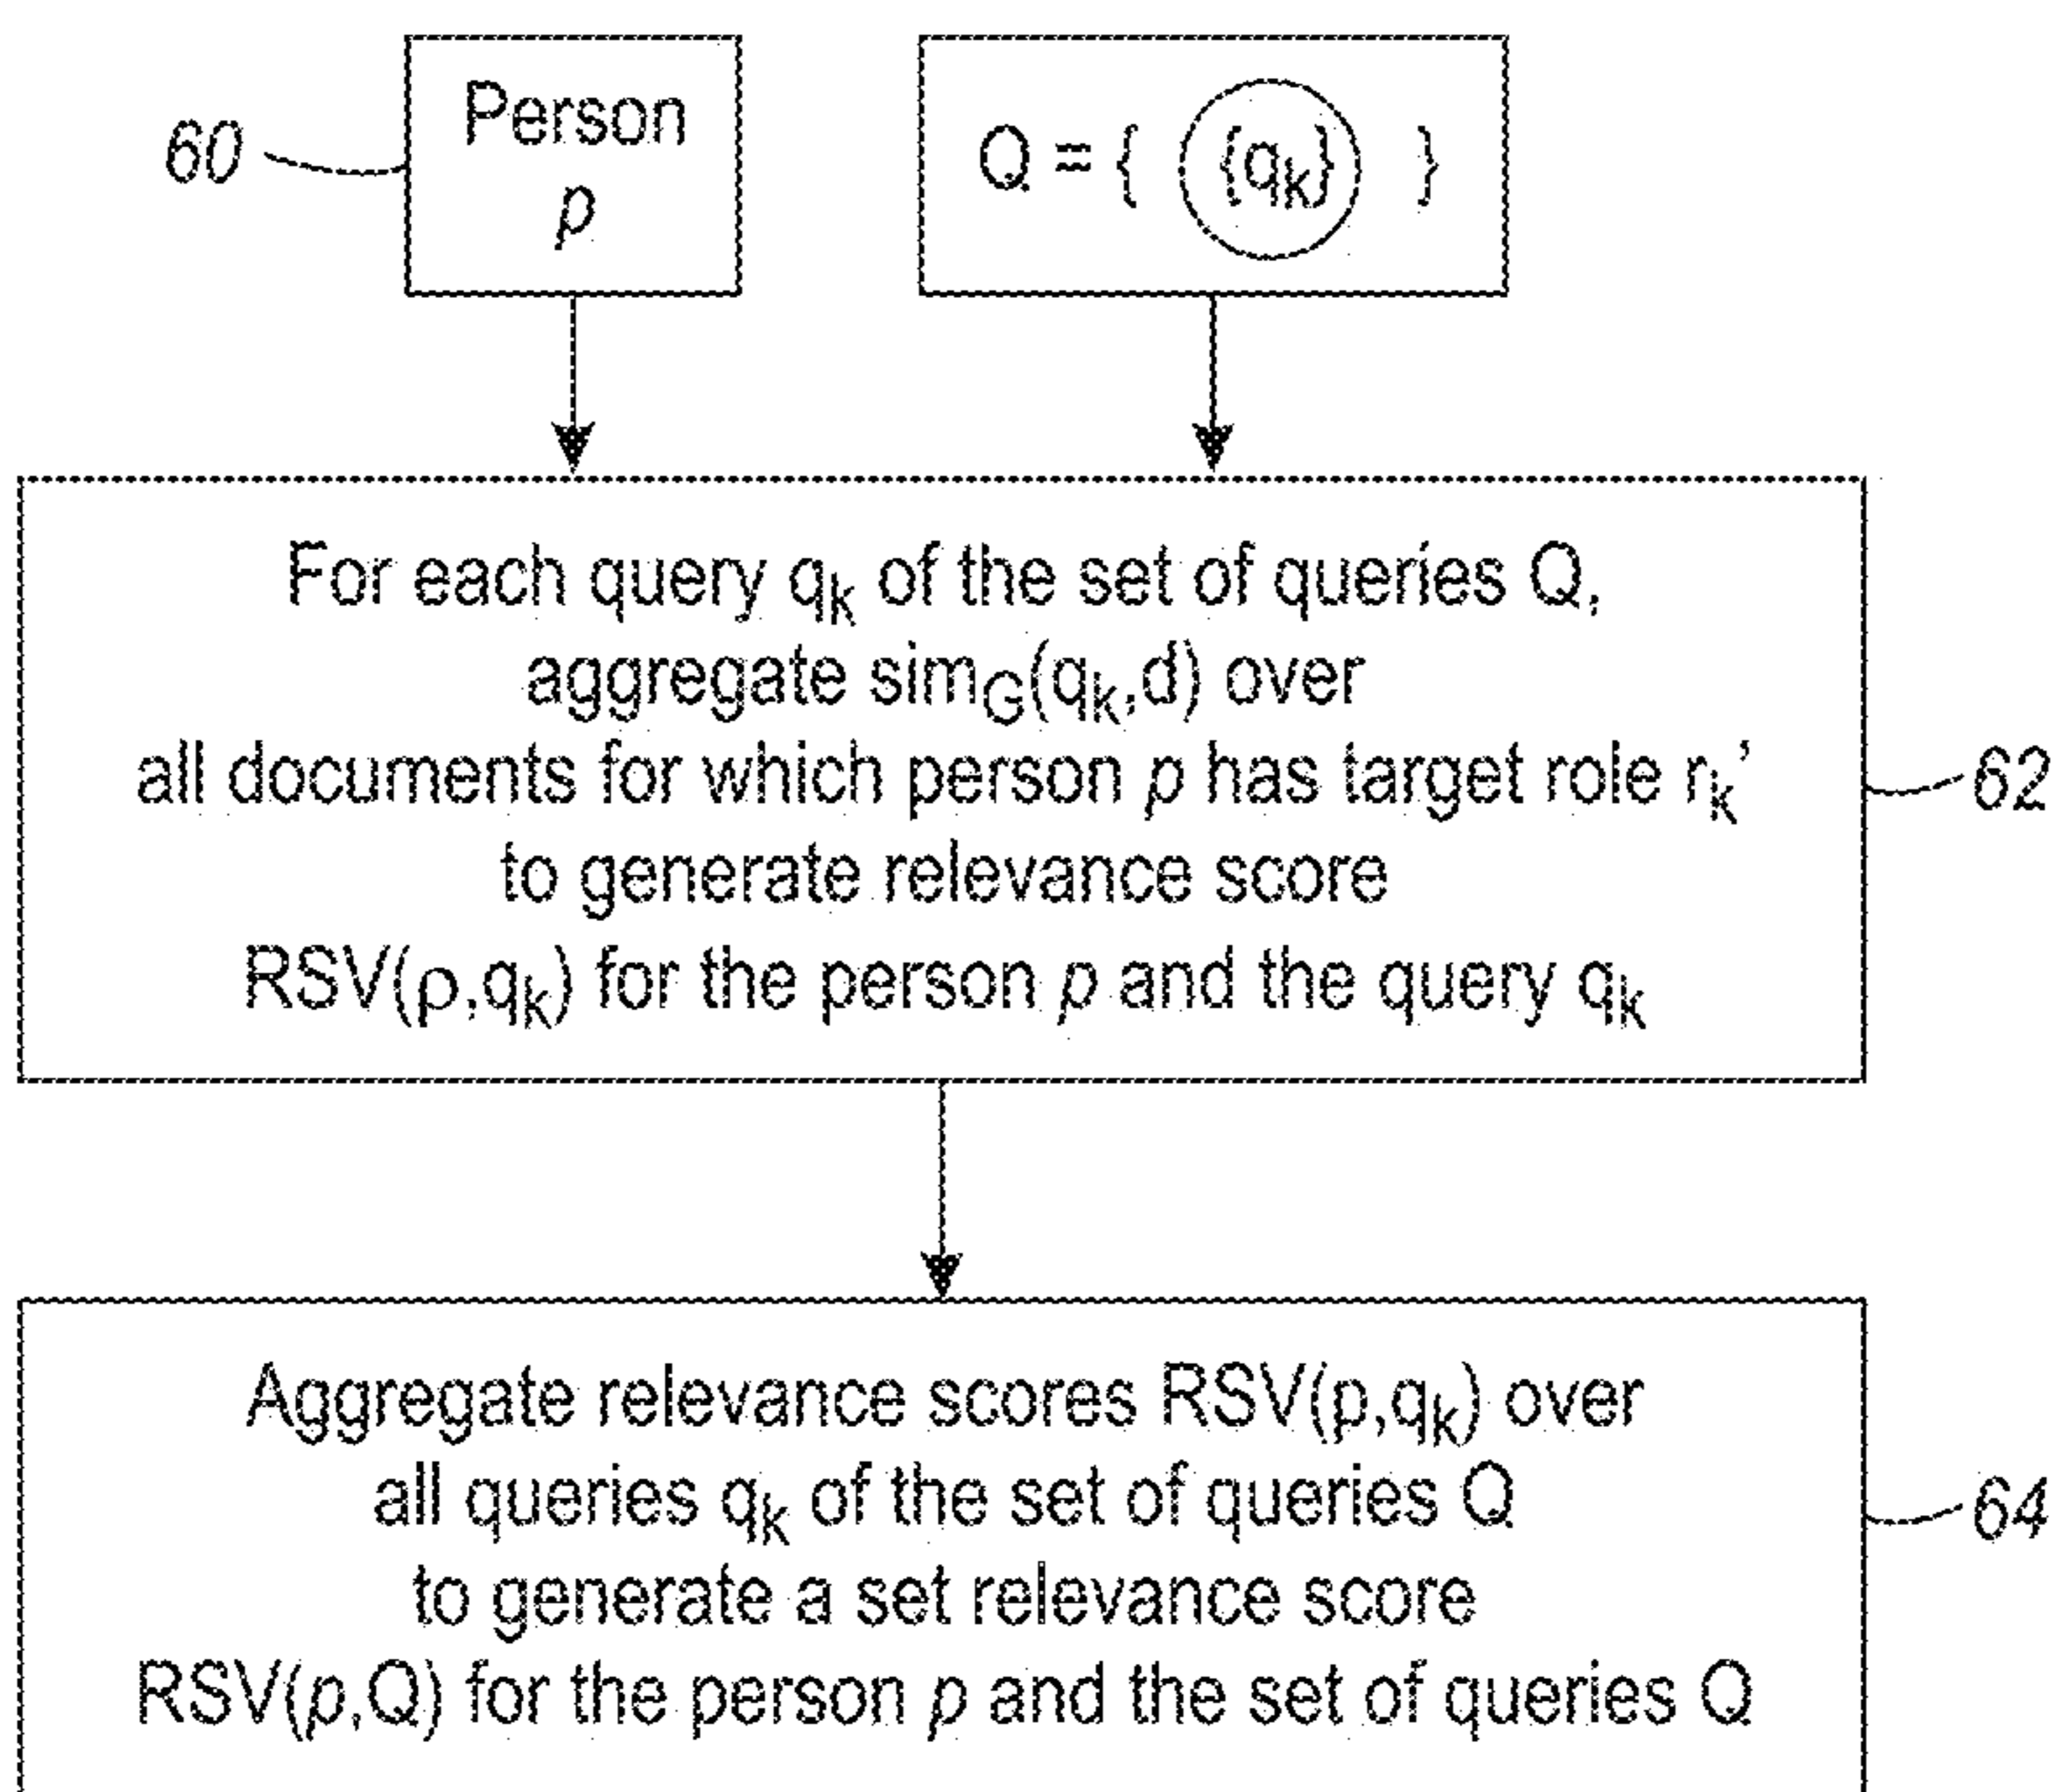 60
Person
p
Q = { {qk} }
For each query qk of the set of queries Q,
aggregate simG(qk,d) over
all documents for which person p has target role rk’
to generate relevance score
RSV(p,qk) for the person p and the query qk
62
Aggregate relevance scores RSV(p,qk) over
all queries qk of the set of queries Q
to generate a set relevance score
RSV(p,Q) for the person p and the set of queries Q
64